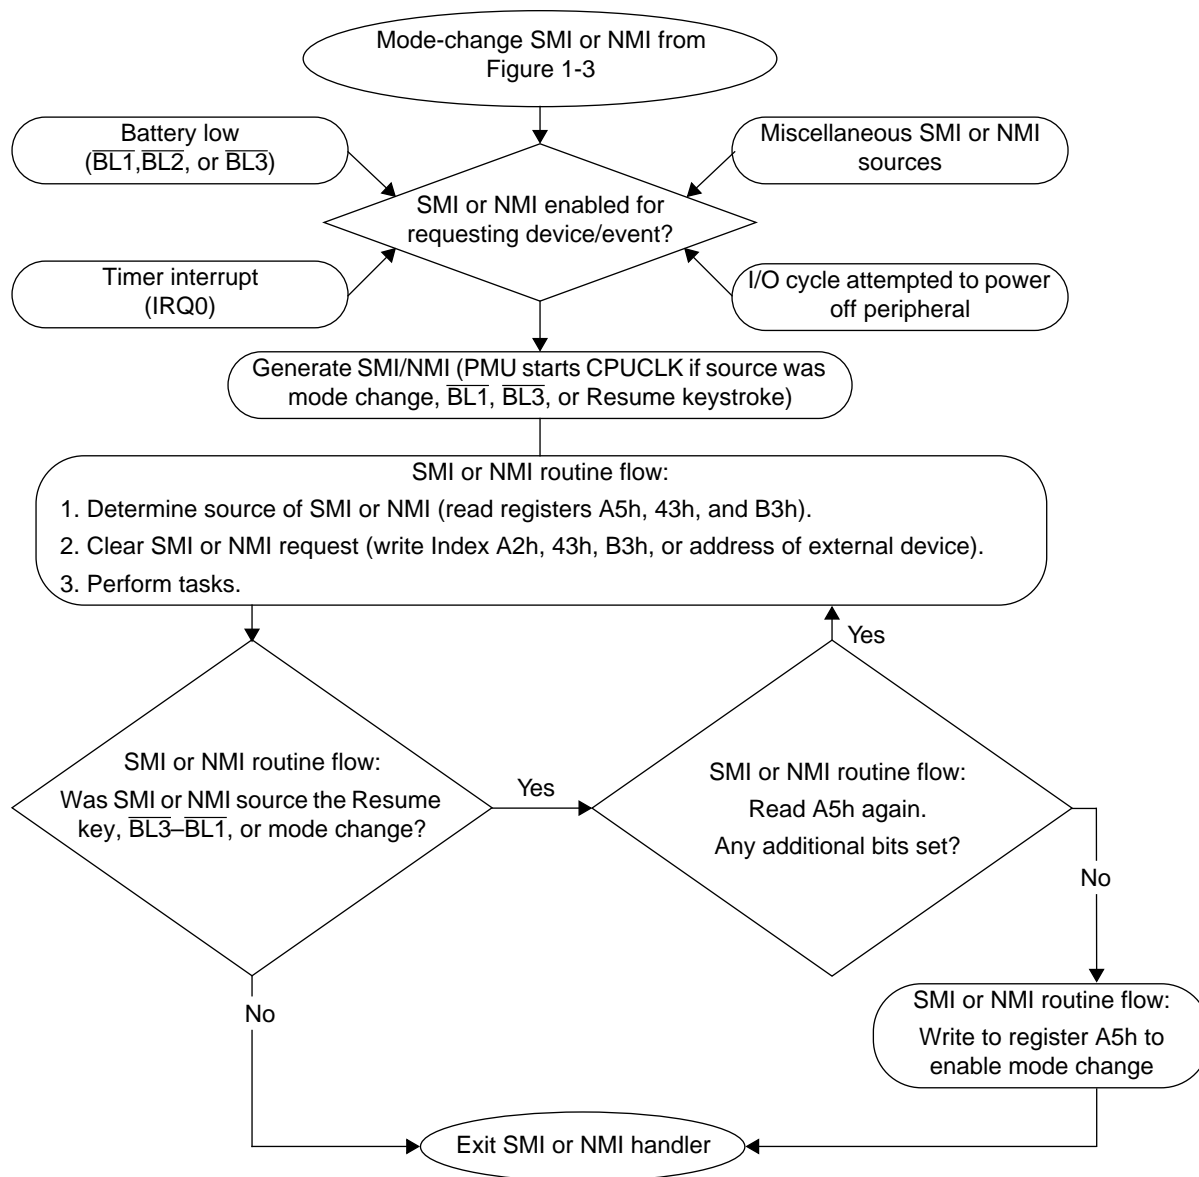 Mode-change SMI or NMI from
Figure 1-3
Battery low
(B̅L̅1̅,B̅L̅2̅, or B̅L̅3̅)
Miscellaneous SMI or NMI
sources
SMI or NMI enabled for
requesting device/event?
Timer interrupt
(IRQ0)
I/O cycle attempted to power
off peripheral
Generate SMI/NMI (PMU starts CPUCLK if source was
mode change, B̅L̅1̅, B̅L̅3̅, or Resume keystroke)
SMI or NMI routine flow:
1. Determine source of SMI or NMI (read registers A5h, 43h, and B3h).
2. Clear SMI or NMI request (write Index A2h, 43h, B3h, or address of external device).
3. Perform tasks.
Yes
SMI or NMI routine flow:
Was SMI or NMI source the Resume
key, B̅L̅3̅–B̅L̅1̅, or mode change?
Yes
SMI or NMI routine flow:
Read A5h again.
Any additional bits set?
No
No
SMI or NMI routine flow:
Write to register A5h to
enable mode change
Exit SMI or NMI handler